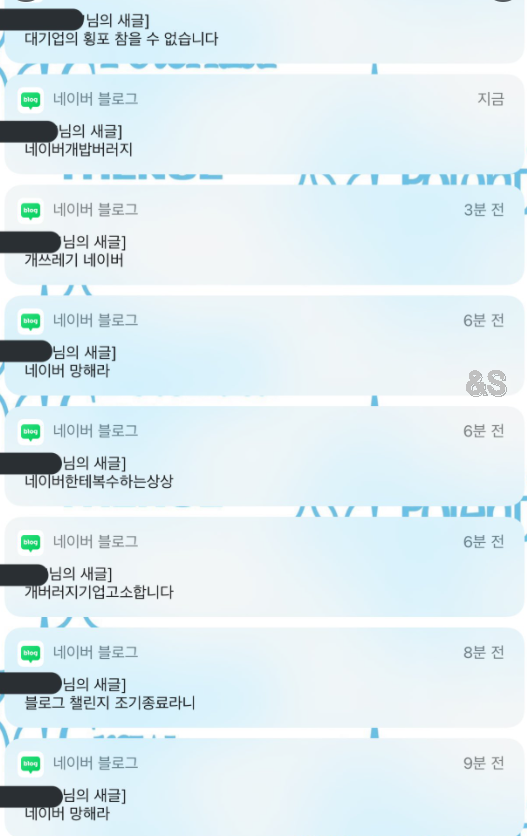 님의 새글]
대기업의 횡포 참을 수 없습니다
blog 네이버 블로그 지금
님의 새글]
네이버개밥버러지
blog 네이버 블로그 3분 전
님의 새글]
개쓰레기 네이버
blog 네이버 블로그 6분 전
님의 새글]
네이버 망해라
&S
blog 네이버 블로그 6분 전
님의 새글]
네이버한테복수하는상상
blog 네이버 블로그 6분 전
님의 새글]
개버러지기업고소합니다
blog 네이버 블로그 8분 전
님의 새글]
블로그 챌린지 조기종료라니
blog 네이버 블로그 9분 전
님의 새글]
네이버 망해라